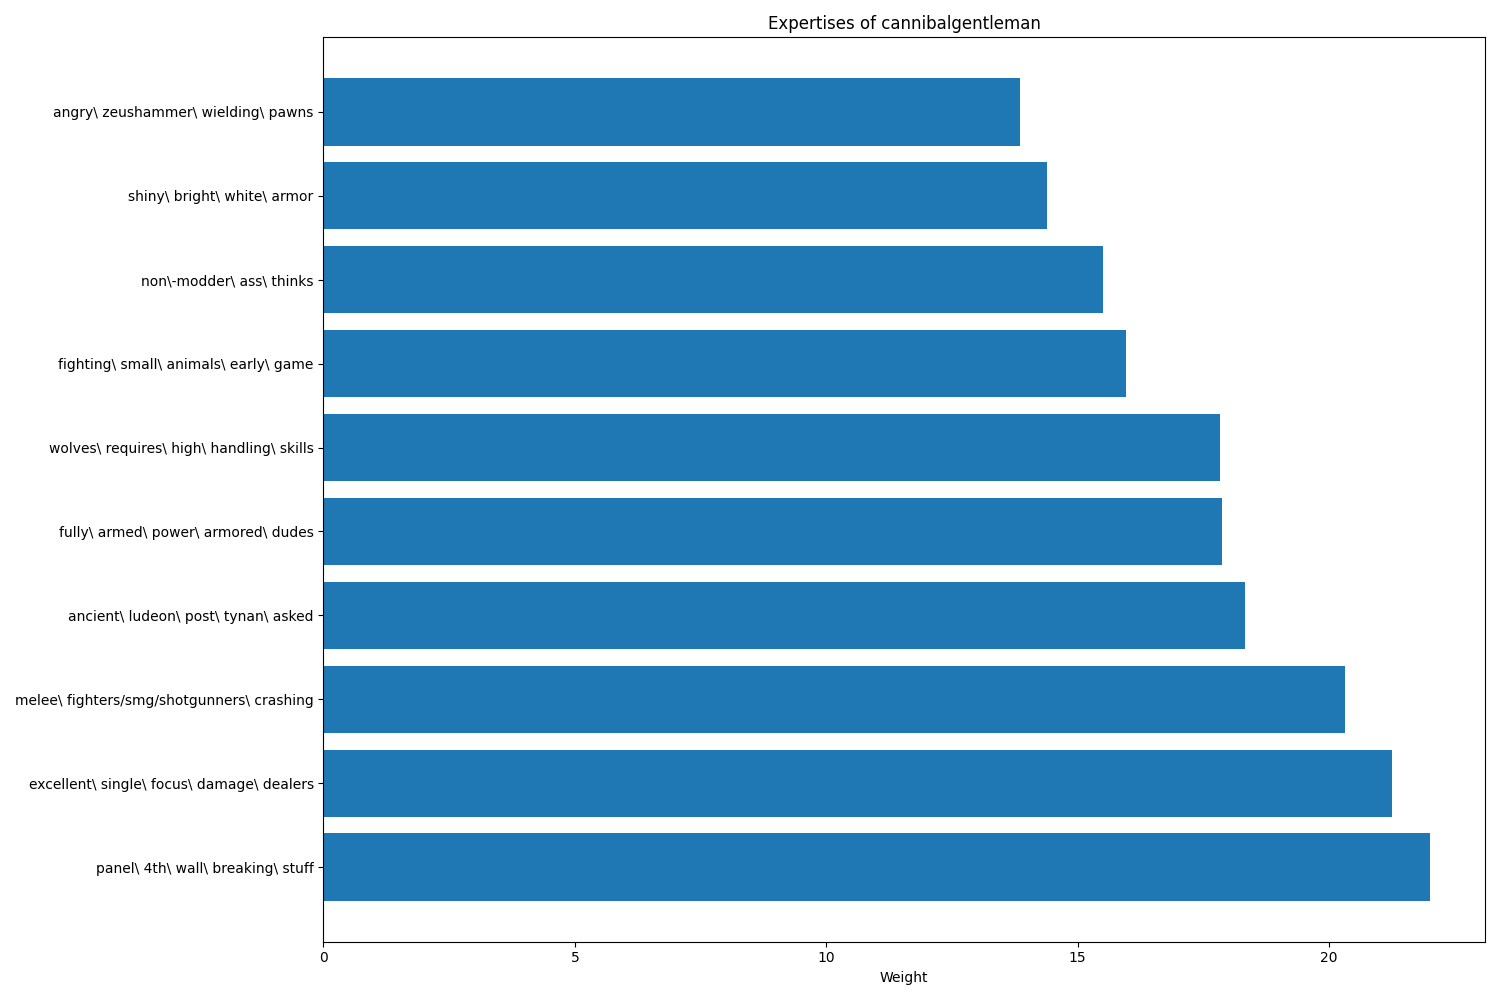 Expertises of cannibalgentleman
angry\ zeushammer\ wielding\ pawns
shiny\ bright\ white\ armor
non\-modder\ ass\ thinks
fighting\ small\ animals\ early\ game
wolves\ requires\ high\ handling\ skills
fully\ armed\ power\ armored\ dudes
ancient\ ludeon\ post\ tynan\ asked
melee\ fighters/smg/shotgunners\ crashing
excellent\ single\ focus\ damage\ dealers
panel\ 4th\ wall\ breaking\ stuff
0 5 10 15 20
Weight